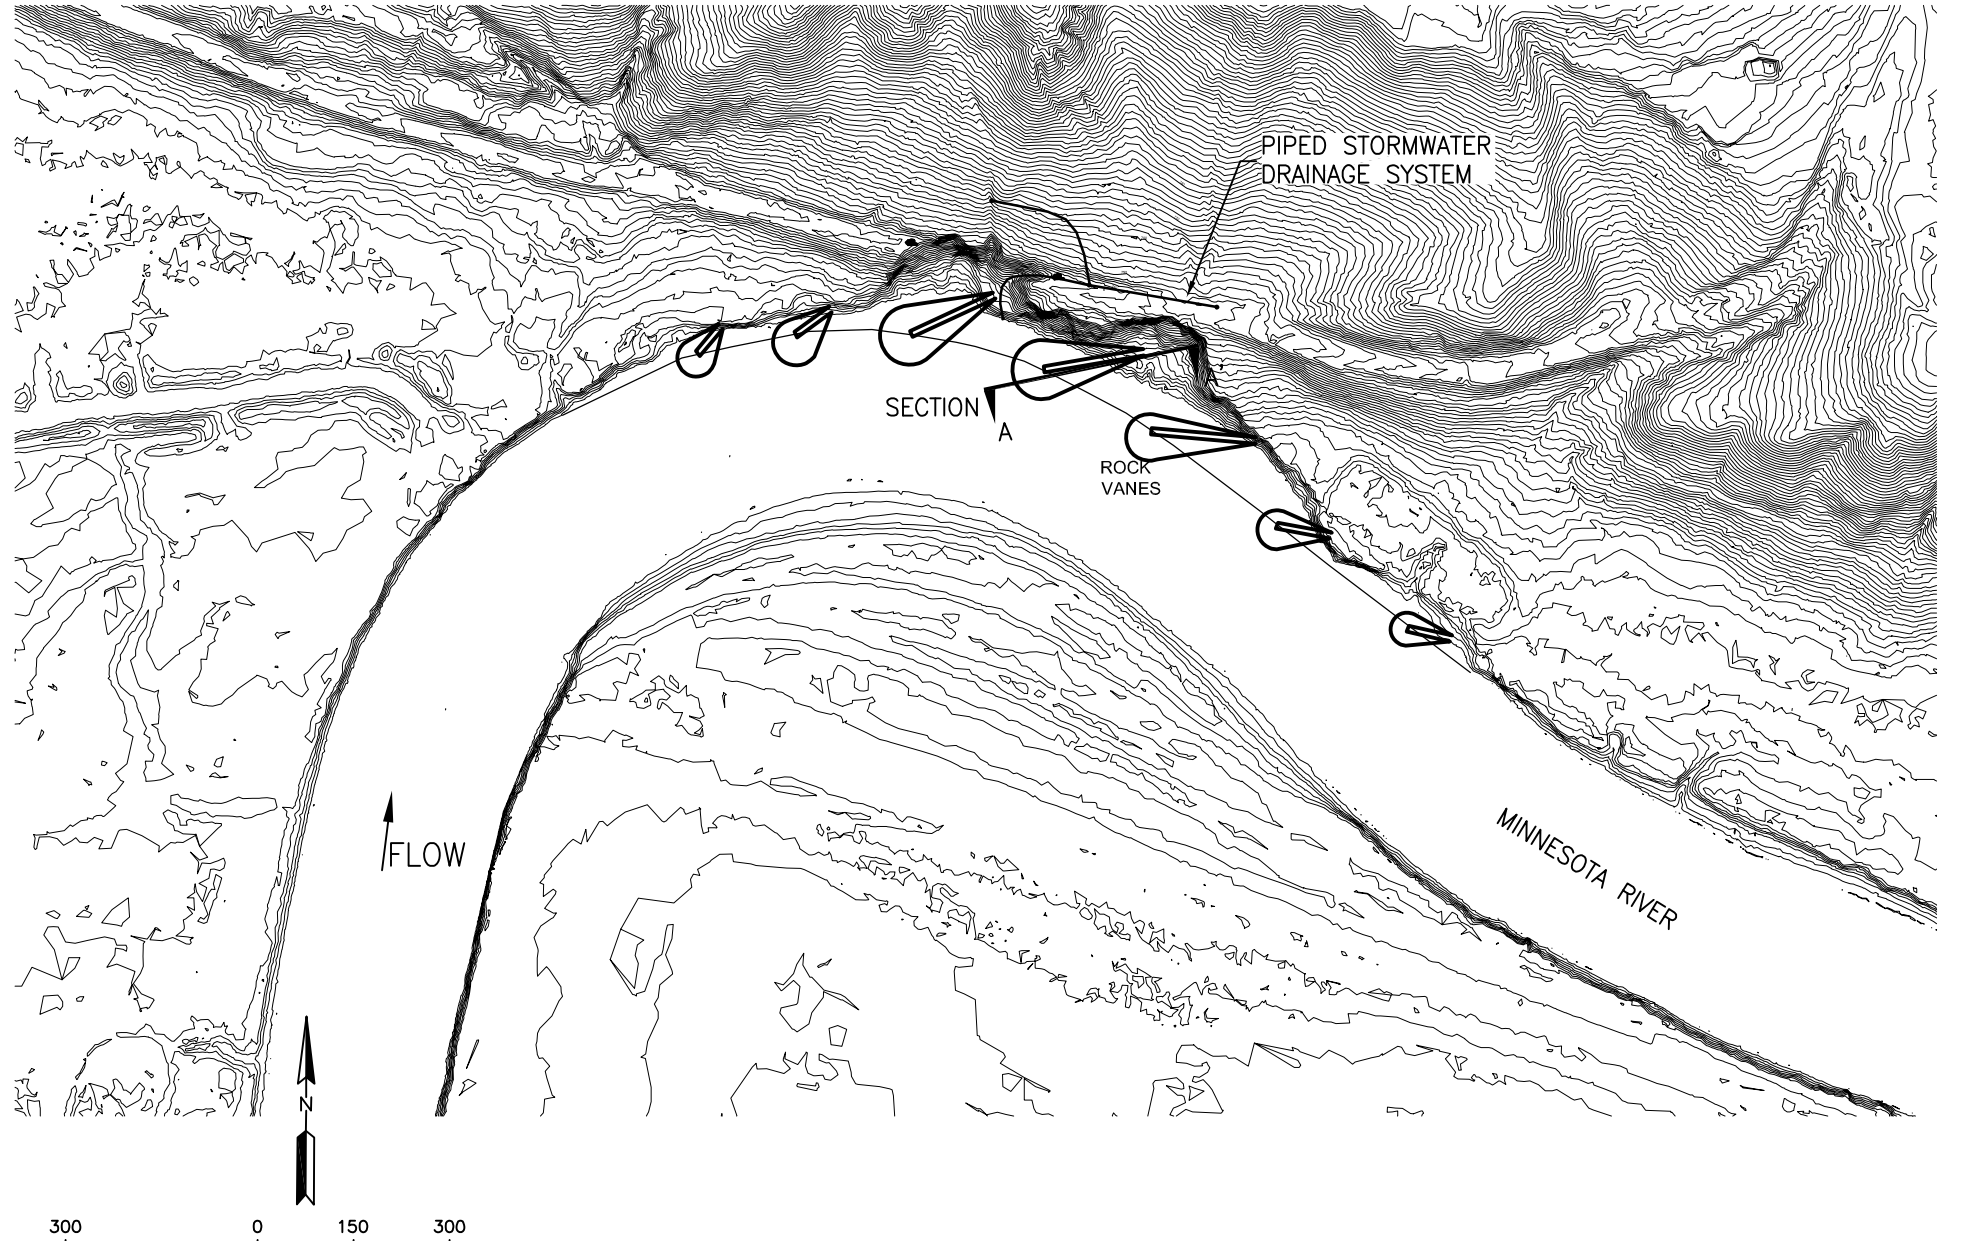 PIPED STORMWATER
DRAINAGE SYSTEM
SECTION
A
A'
ROCK
VANES
MINNESOTA RIVER
FLOW
N
300 0 150 300